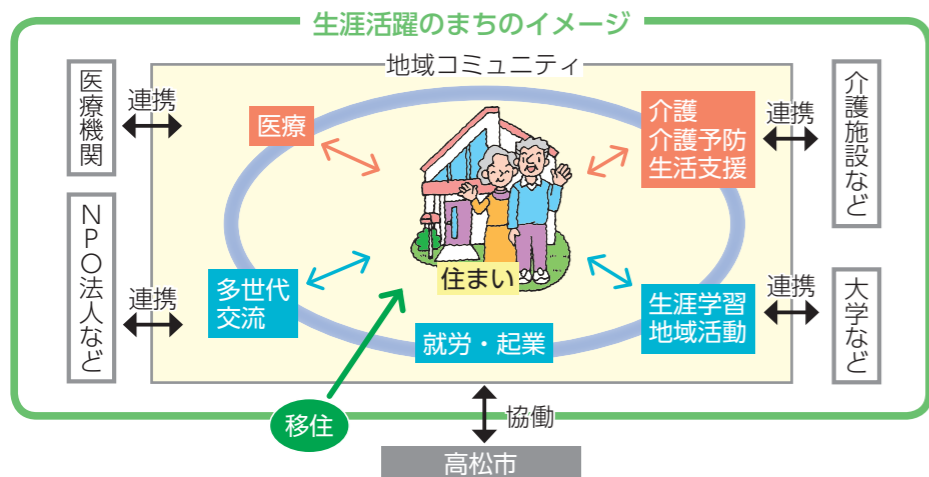 生涯活躍のまちのイメージ
地域コミュニティ
医療機関
連携
医療
介護
介護予防
生活支援
連携
介護施設など
NPO法人など
連携
多世代
交流
住まい
就労・起業
生涯学習
地域活動
連携
大学など
移住
協働
高松市